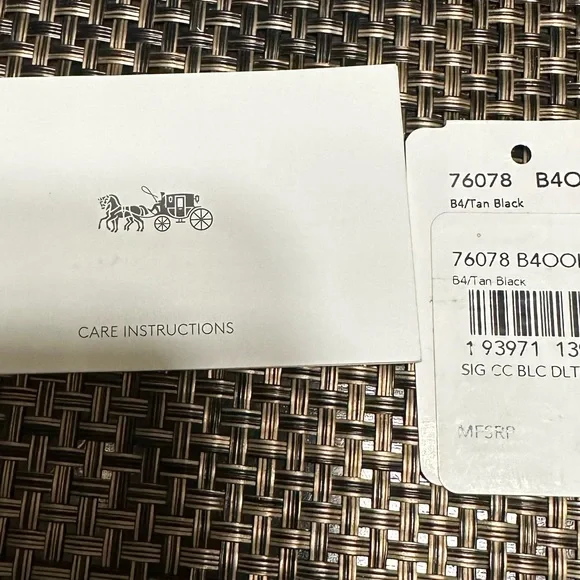 CARE INSTRUCTIONS
76078 B4O
B4/Tan Black
76078 B4OO
B4/Tan Black
1 93971 13
SIG CC BLC DLT
MFSRP